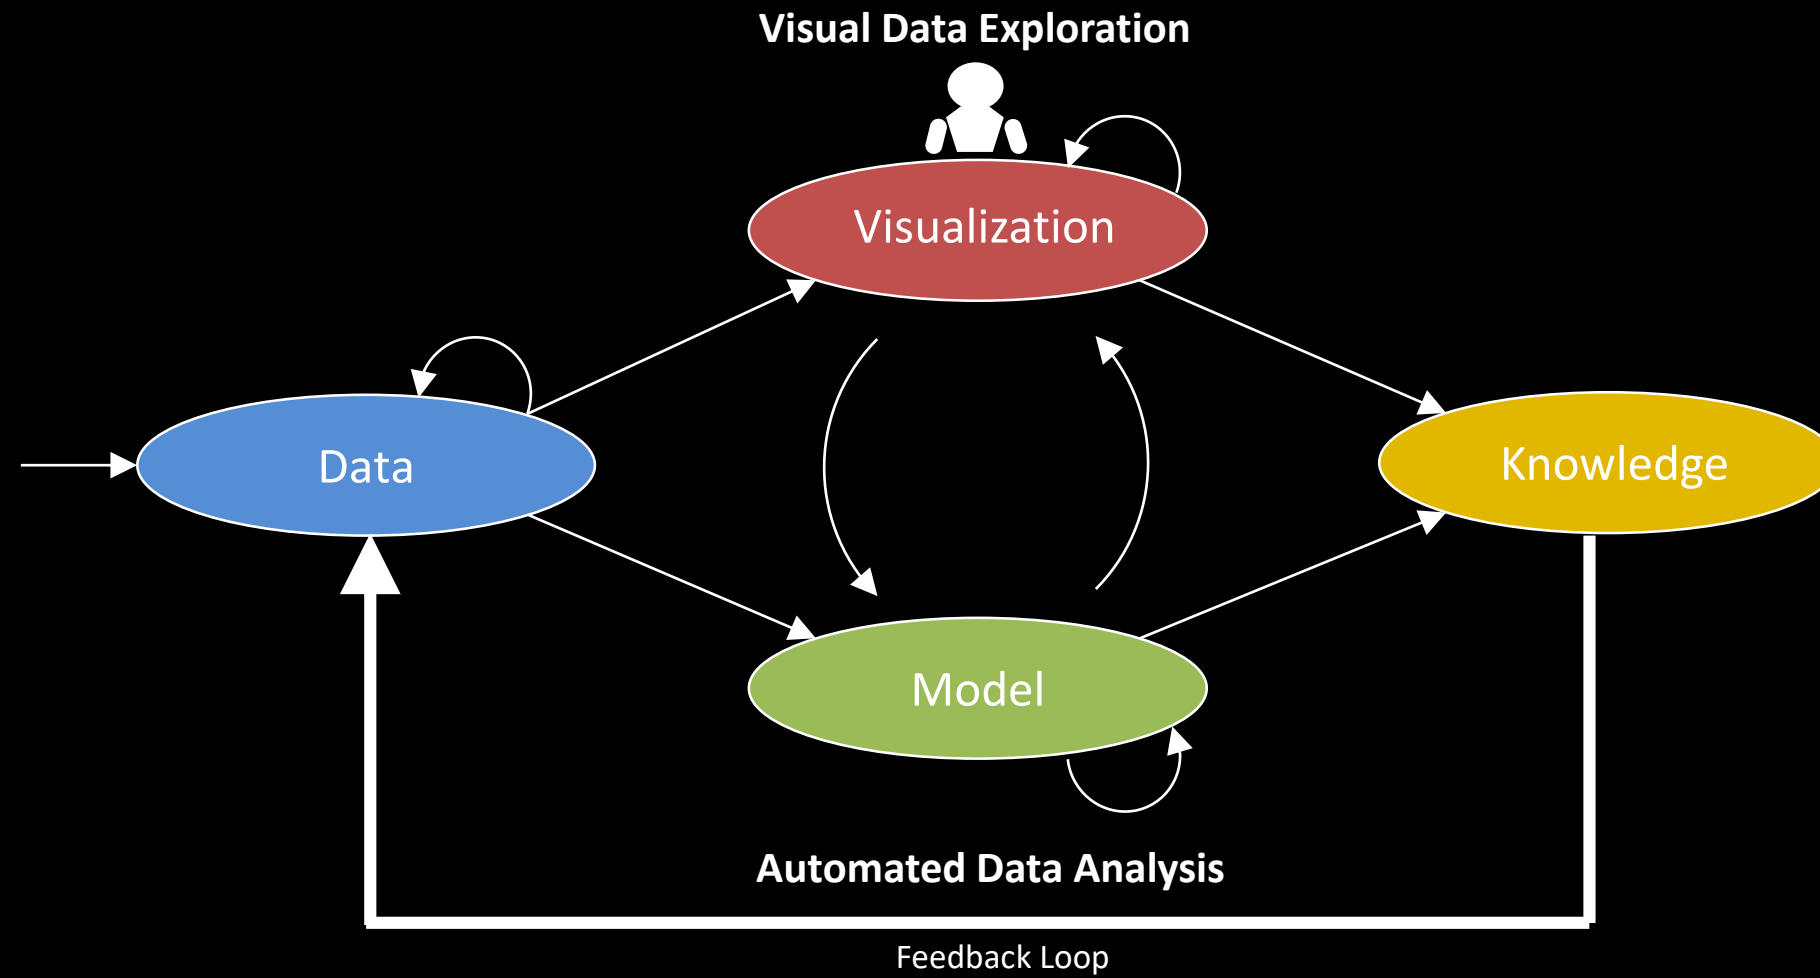 Visual Data Exploration
Visualization
Data
Knowledge
Model
Automated Data Analysis
Feedback Loop